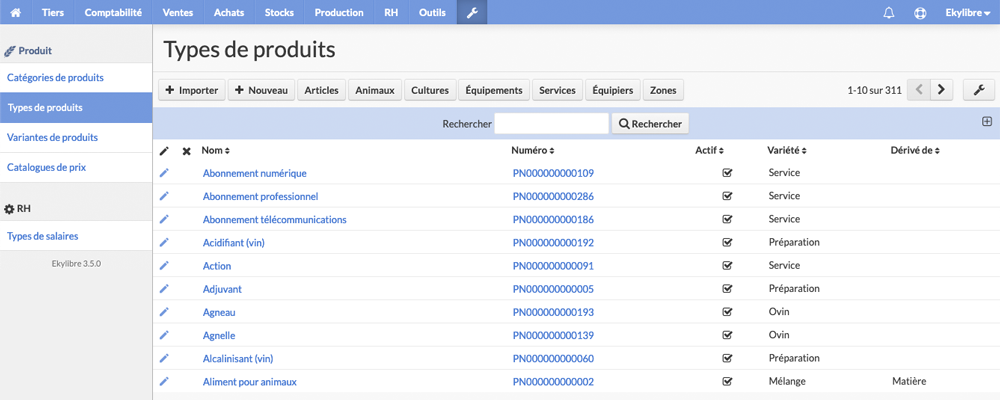 Tiers Comptabilité Ventes Achats Stocks Production RH Outils Ekylibre
Produit
Catégories de produits
Types de produits
Variantes de produits
Catalogues de prix
RH
Types de salaires
Ekylibre 3.5.0
Types de produits
Importer Nouveau Articles Animaux Cultures Équipements Services Équipiers Zones 1-10 sur 311
Rechercher Rechercher
Nom Numéro Actif Variété Dérivé de
Abonnement numérique PN000000000109 Service
Abonnement professionnel PN000000000286 Service
Abonnement télécommunications PN000000000186 Service
Acidifiant (vin) PN000000000192 Préparation
Action PN000000000091 Service
Adjuvant PN000000000005 Préparation
Agneau PN000000000193 Ovin
Agnelle PN000000000139 Ovin
Alcalinisant (vin) PN000000000060 Préparation
Aliment pour animaux PN000000000002 Mélange Matière